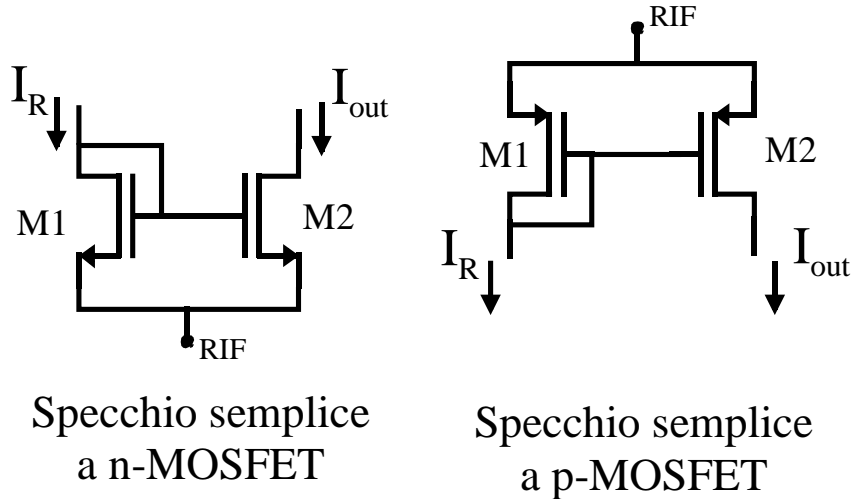 I_R
I_out
M1
M2
RIF
Specchio semplice
a n-MOSFET
RIF
M1
M2
I_R
I_out
Specchio semplice
a p-MOSFET